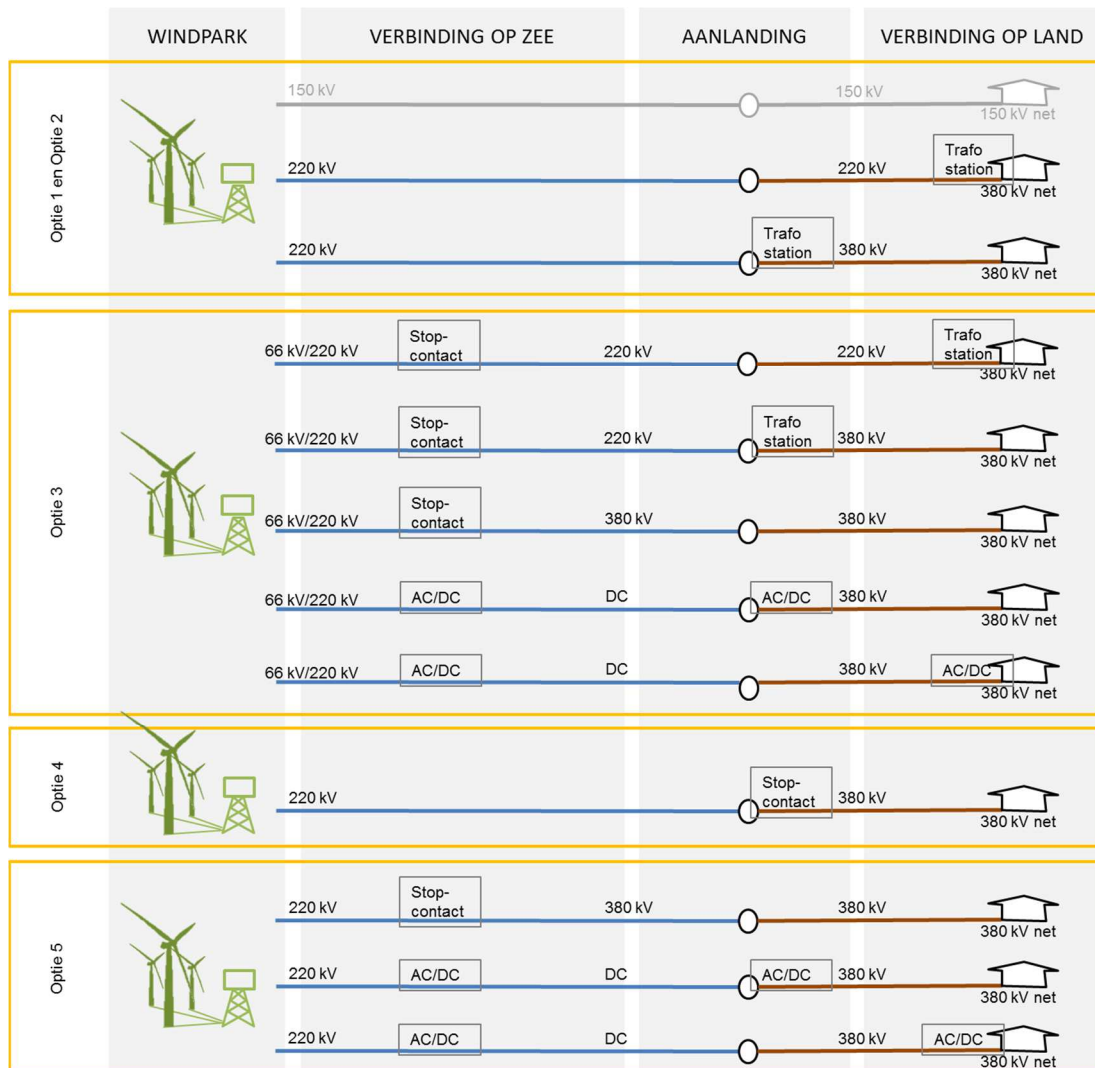 WINDPARK
VERBINDING OP ZEE
AANLANDING
VERBINDING OP LAND
Optie 1 en Optie 2
150 kV
150 kV
150 kV net
220 kV
220 kV
Trafo
station
380 kV net
220 kV
Trafo
station
380 kV
380 kV net
Optie 3
66 kV/220 kV
Stop-
contact
220 kV
220 kV
Trafo
station
380 kV net
66 kV/220 kV
Stop-
contact
220 kV
Trafo
station
380 kV
380 kV net
66 kV/220 kV
Stop-
contact
380 kV
380 kV
380 kV net
66 kV/220 kV
AC/DC
DC
AC/DC
380 kV
380 kV net
66 kV/220 kV
AC/DC
DC
380 kV
AC/DC
380 kV net
Optie 4
220 kV
Stop-
contact
380 kV
380 kV net
Optie 5
220 kV
Stop-
contact
380 kV
380 kV
380 kV net
220 kV
AC/DC
DC
AC/DC
380 kV
380 kV net
220 kV
AC/DC
DC
380 kV
AC/DC
380 kV net